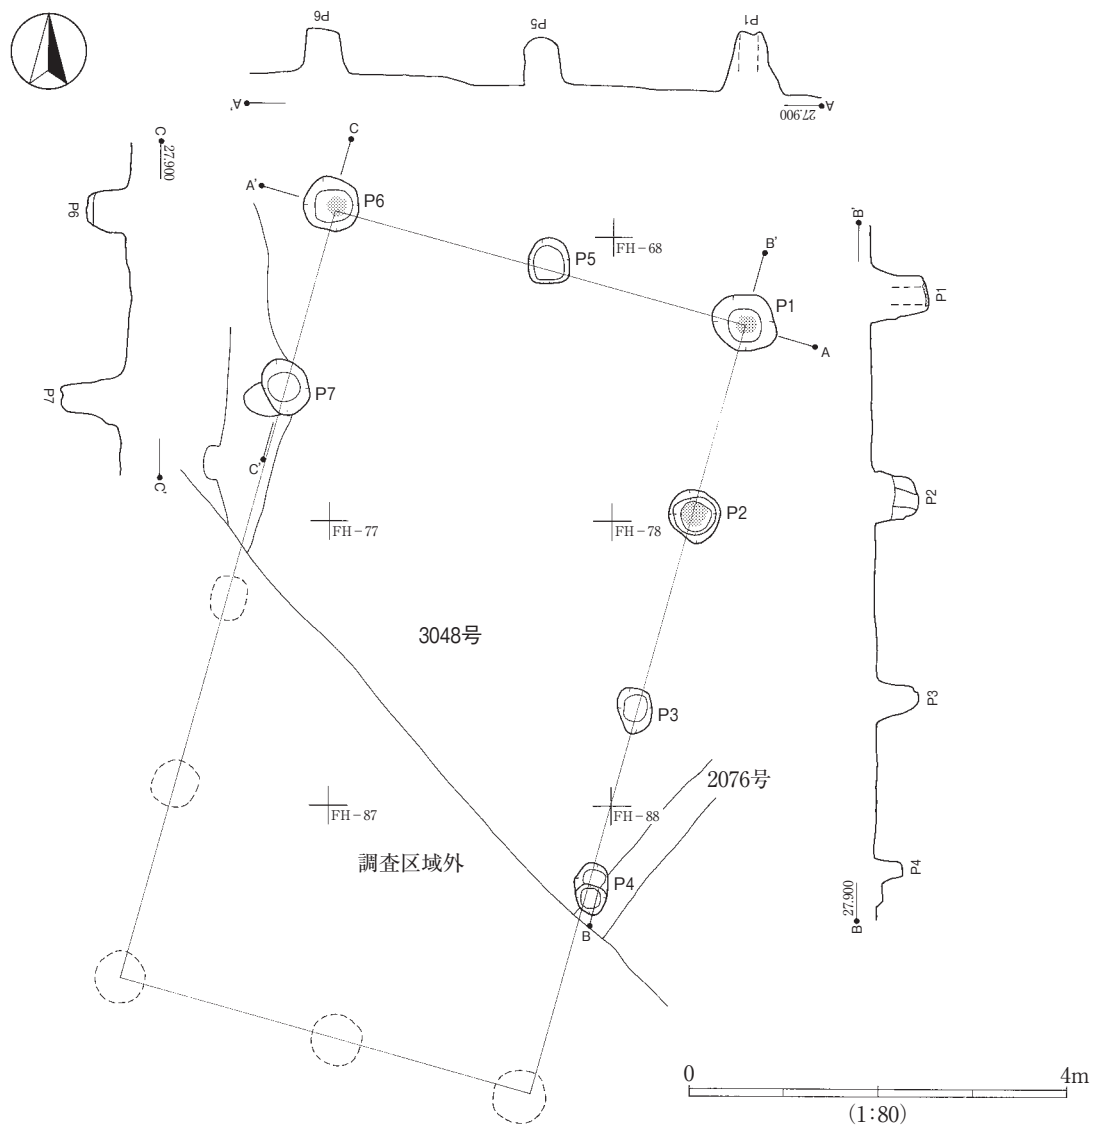 P6
P5
P1
A'
A
27.900
C
27.900
P6
P7
C'
C
A'
P6
P5
FH-68
B'
P1
A
B'
P1
P7
C'
P2
FH-77
FH-78
P2
3048号
P3
P3
2076号
FH-87
FH-88
調査区域外
P4
B
P4
27.900
B
0 4m
(1:80)